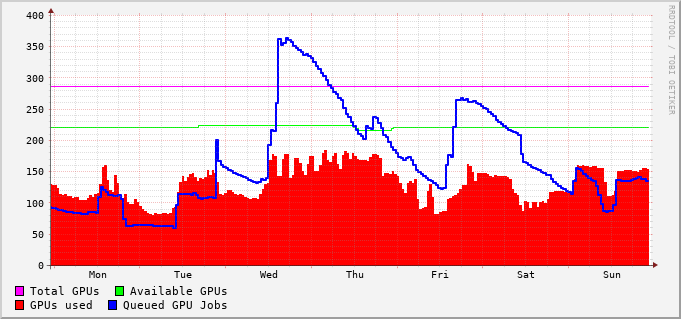 400
350
300
250
200
150
100
50
0
Mon Tue Wed Thu Fri Sat Sun
Total GPUs Available GPUs
GPUs used Queued GPU Jobs
RRDTOOL / TOBI OETIKER